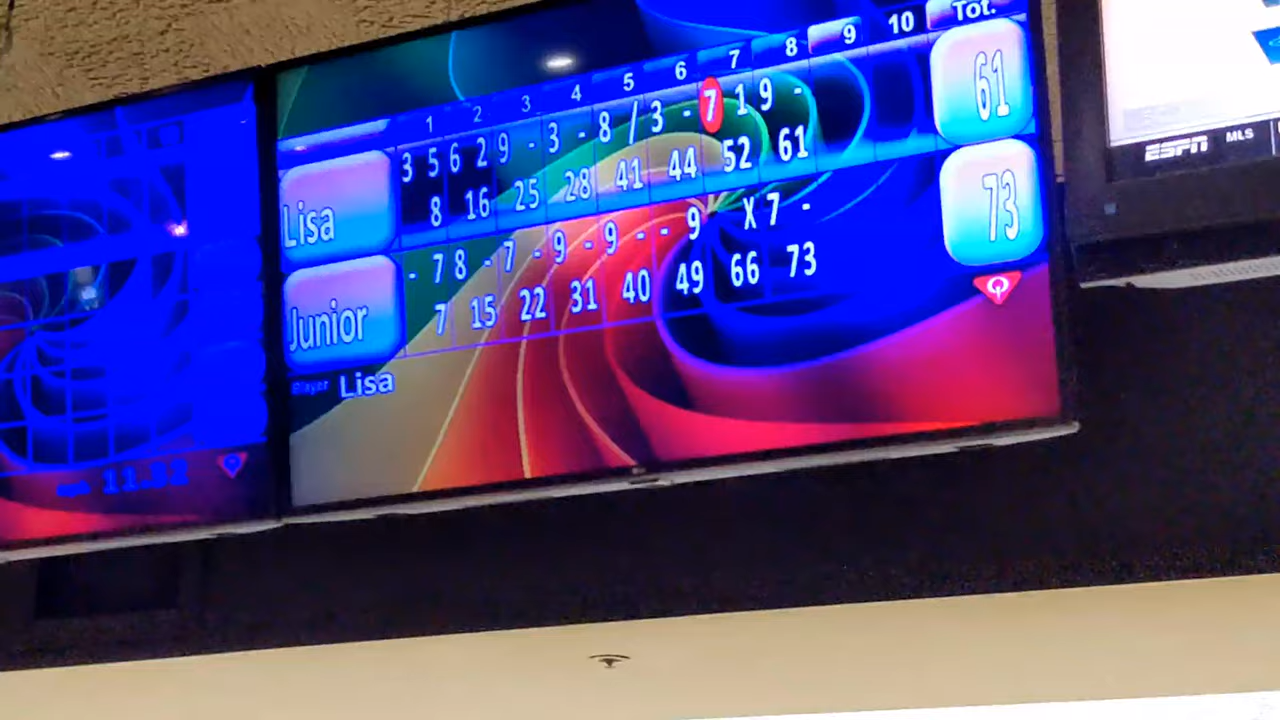 1 2 3 4 5 6 7 8 9 10 Tot.
3 5 6 2 9 - 3 - 8 / 3 - 7 1 9 -
Lisa 8 16 25 28 41 44 52 61 61
- 7 8 - 7 - 9 - 9 - - 9 X 7 -
Junior 7 15 22 31 40 49 66 73 73
Player Lisa
11.32
ESPN MLS